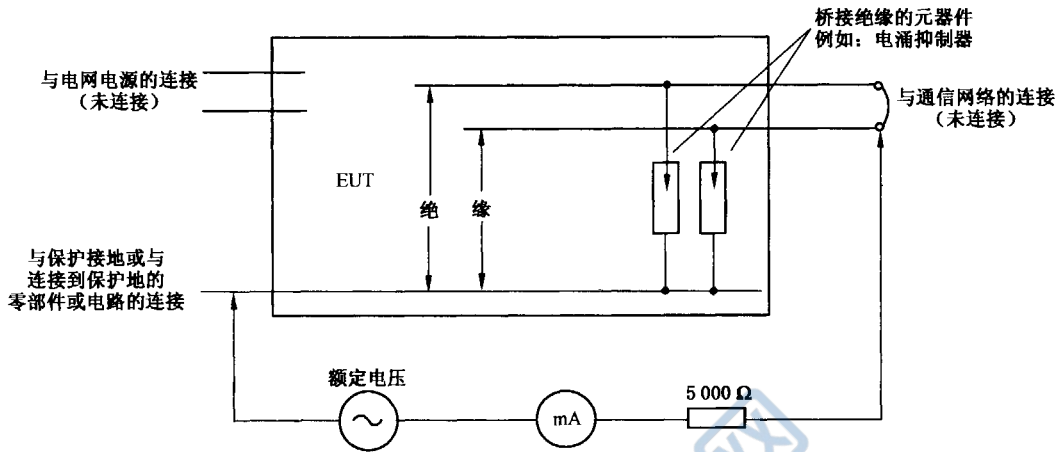 桥接绝缘的元器件
例如：电涌抑制器
与电网电源的连接
（未连接）
与通信网络的连接
（未连接）
EUT
绝
缘
与保护接地或与
连接到保护地的
零部件或电路的连接
额定电压
mA
5 000 Ω